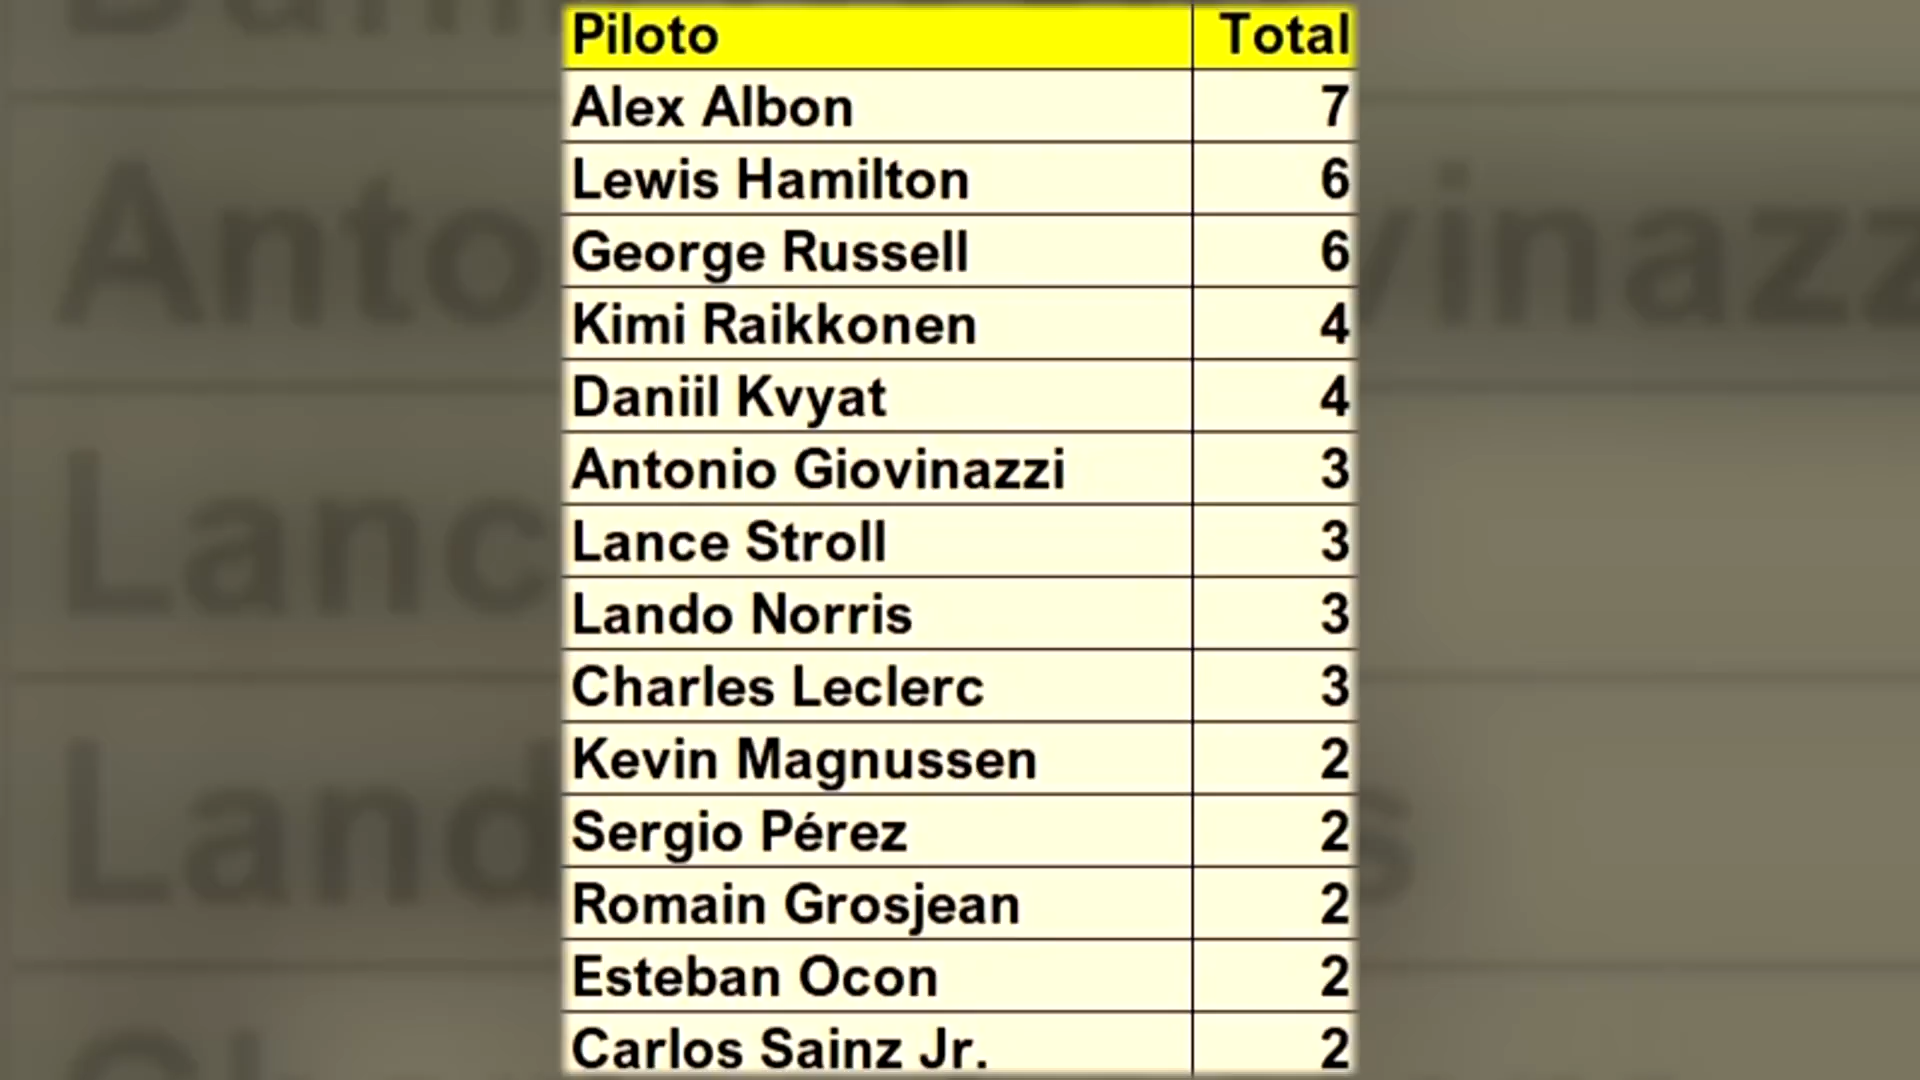 Piloto Total
Alex Albon 7
Lewis Hamilton 6
George Russell 6
Kimi Raikkonen 4
Daniil Kvyat 4
Antonio Giovinazzi 3
Lance Stroll 3
Lando Norris 3
Charles Leclerc 3
Kevin Magnussen 2
Sergio Pérez 2
Romain Grosjean 2
Esteban Ocon 2
Carlos Sainz Jr. 2